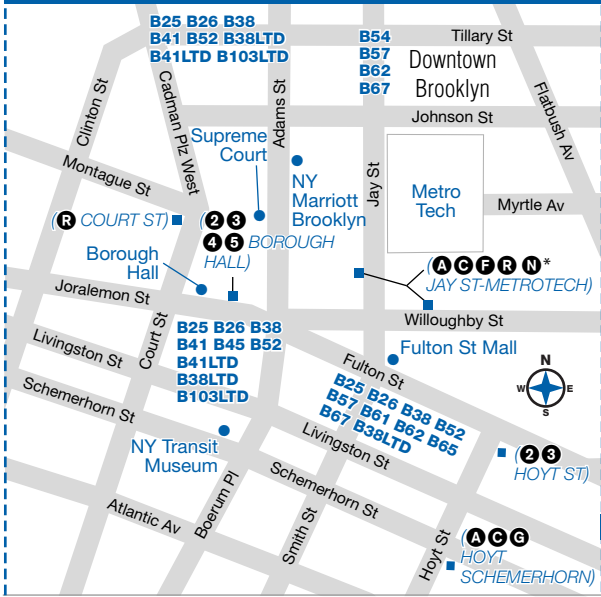 B25 B26 B38
B41 B52 B38LTD
B41LTD B103LTD
B54
B57
B62
B67
Tillary St
Downtown
Brooklyn
Clinton St
Cadman Plz West
Adams St
Jay St
Flatbush Av
Johnson St
Montague St
Supreme
Court
NY
Marriott
Brooklyn
Metro
Tech
Myrtle Av
(R COURT ST)
(2 3
4 5 BOROUGH
HALL)
Borough
Hall
(A C F R N*
JAY ST-METROTECH)
Joralemon St
Willoughby St
Court St
B25 B26 B38
B41 B45 B52
B41LTD
B38LTD
B103LTD
Livingston St
Fulton St Mall
Fulton St
N
W E
S
Schemerhorn St
B25 B26 B38 B52
B57 B61 B62 B65
B67 B38LTD
NY Transit
Museum
Livingston St
(2 3
HOYT ST)
Schemerhorn St
Atlantic Av
Boerum Pl
Smith St
Hoyt St
(A C G
HOYT
SCHEMERHORN)